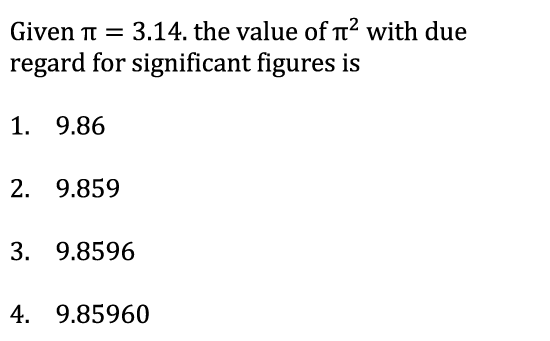 Given π = 3.14. the value of π² with due
regard for significant figures is
1. 9.86
2. 9.859
3. 9.8596
4. 9.85960